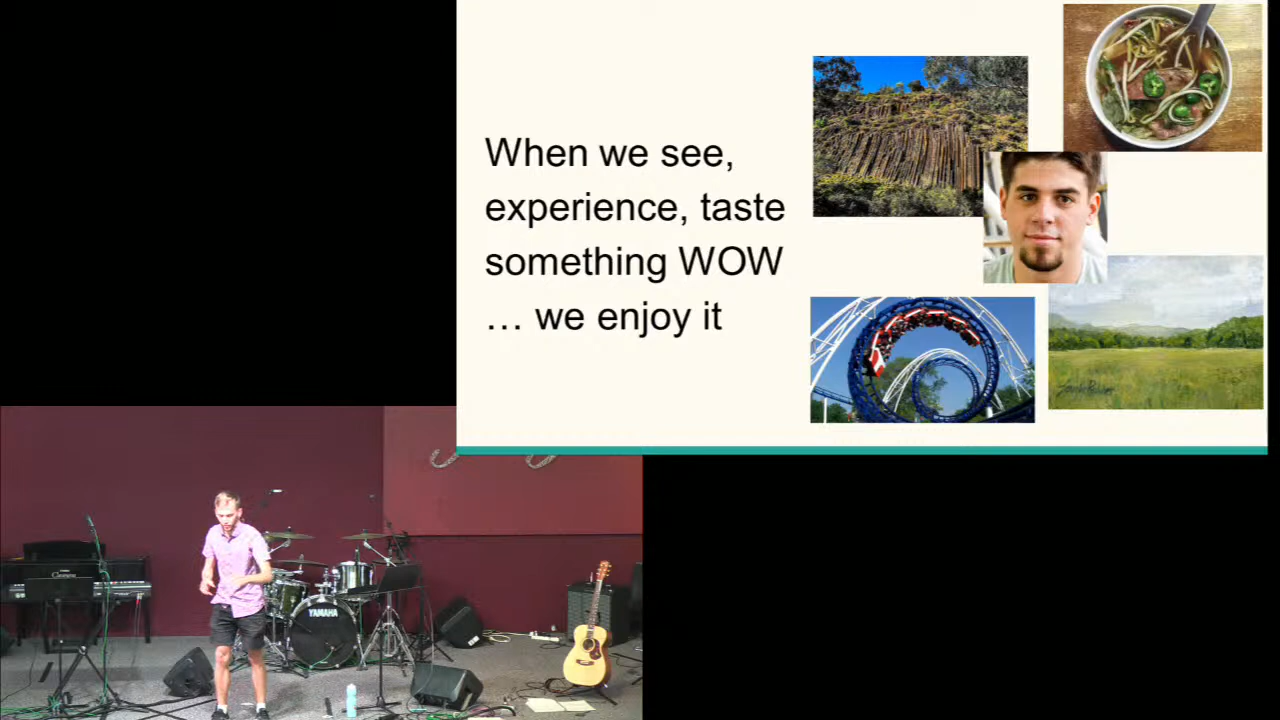 When we see,
experience, taste
something WOW
… we enjoy it
YAMAHA